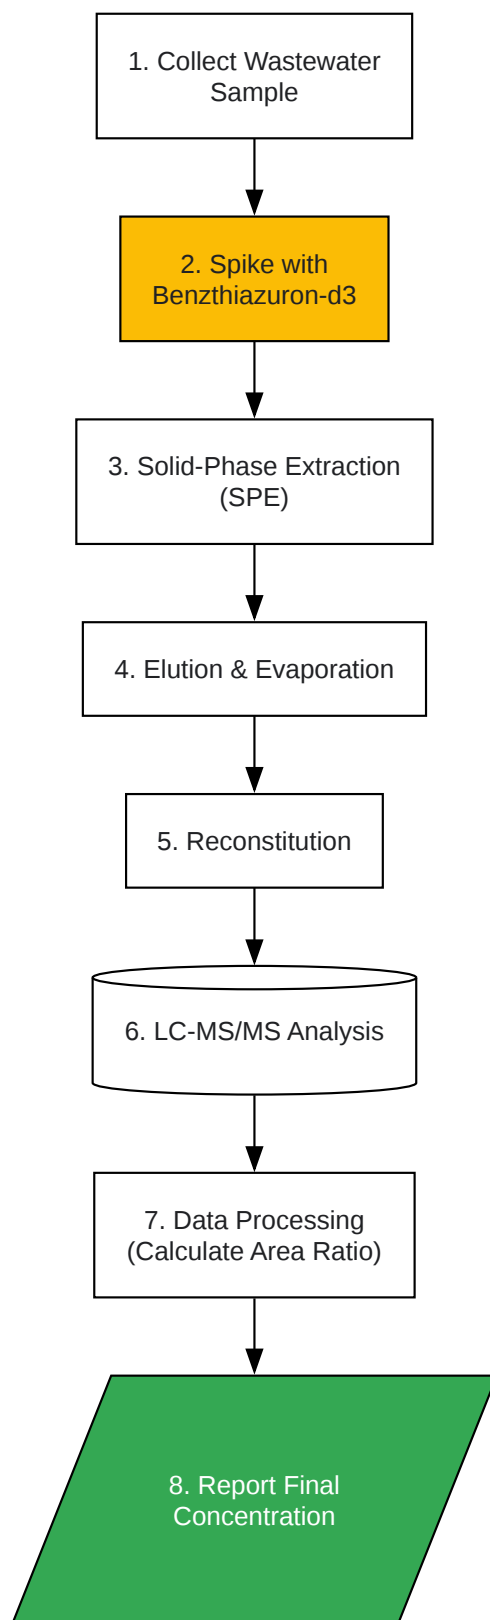 1. Collect Wastewater
Sample
2. Spike with
Benzthiazuron-d3
3. Solid-Phase Extraction
(SPE)
4. Elution & Evaporation
5. Reconstitution
6. LC-MS/MS Analysis
7. Data Processing
(Calculate Area Ratio)
8. Report Final
Concentration